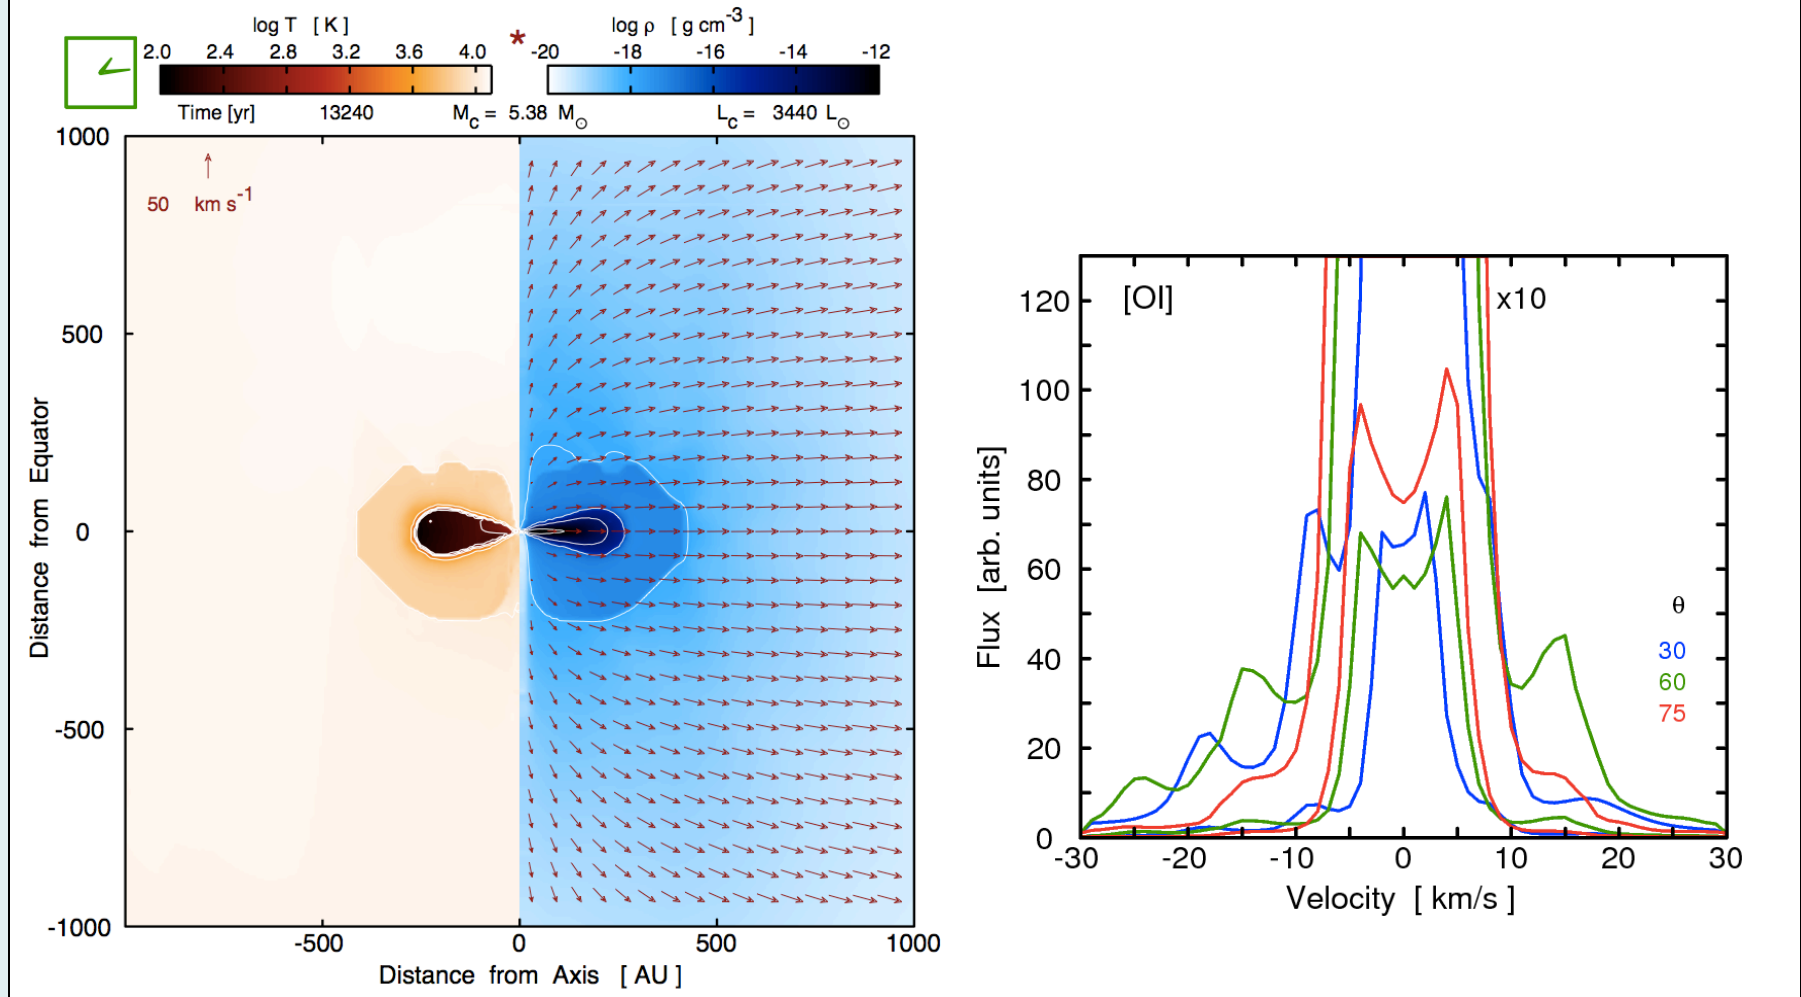 log T [ K ]
2.0 2.4 2.8 3.2 3.6 4.0
* log ρ [ g cm-3 ]
-20 -18 -16 -14 -12
Time [yr] 13240 MC = 5.38 M⊙ LC = 3440 L⊙
1000
500
0
-500
-1000
50 km s-1
Distance from Equator
-500 0 500 1000
Distance from Axis [ AU ]
[OI] x10
120
100
80
60
40
20
0
Flux [arb. units]
θ
30
60
75
-30 -20 -10 0 10 20 30
Velocity [ km/s ]